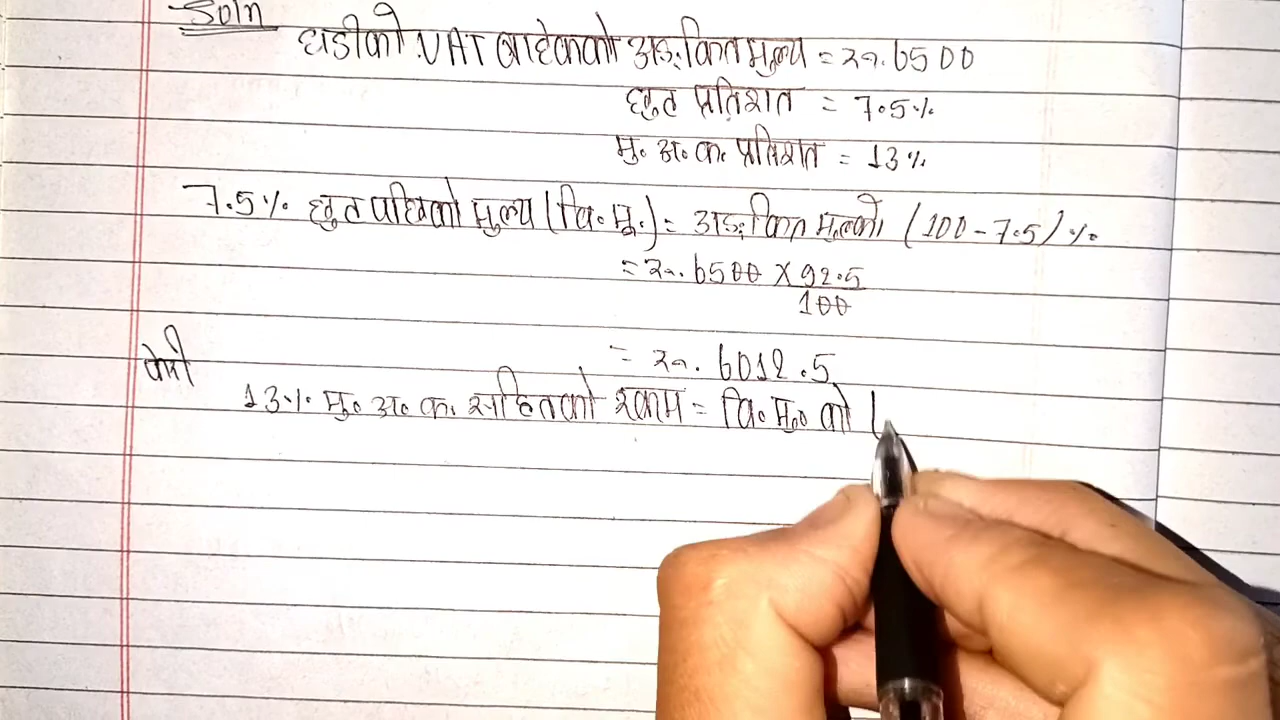 Soln
घडीको VAT बाहेकको अङ्कित मुल्य = रू. 6500
छुट प्रतिशत = 7.5%
मु. अ. क. प्रतिशत = 13%
7.5% छुट पछिको मुल्य (वि. मु.) = अङ्कित मुल्यको (100 - 7.5) %
= रू. 6500 × 92.5
100
= रू. 6012.5
फेरी
13% मु. अ. क. सहितको रकम = वि. मु. को (